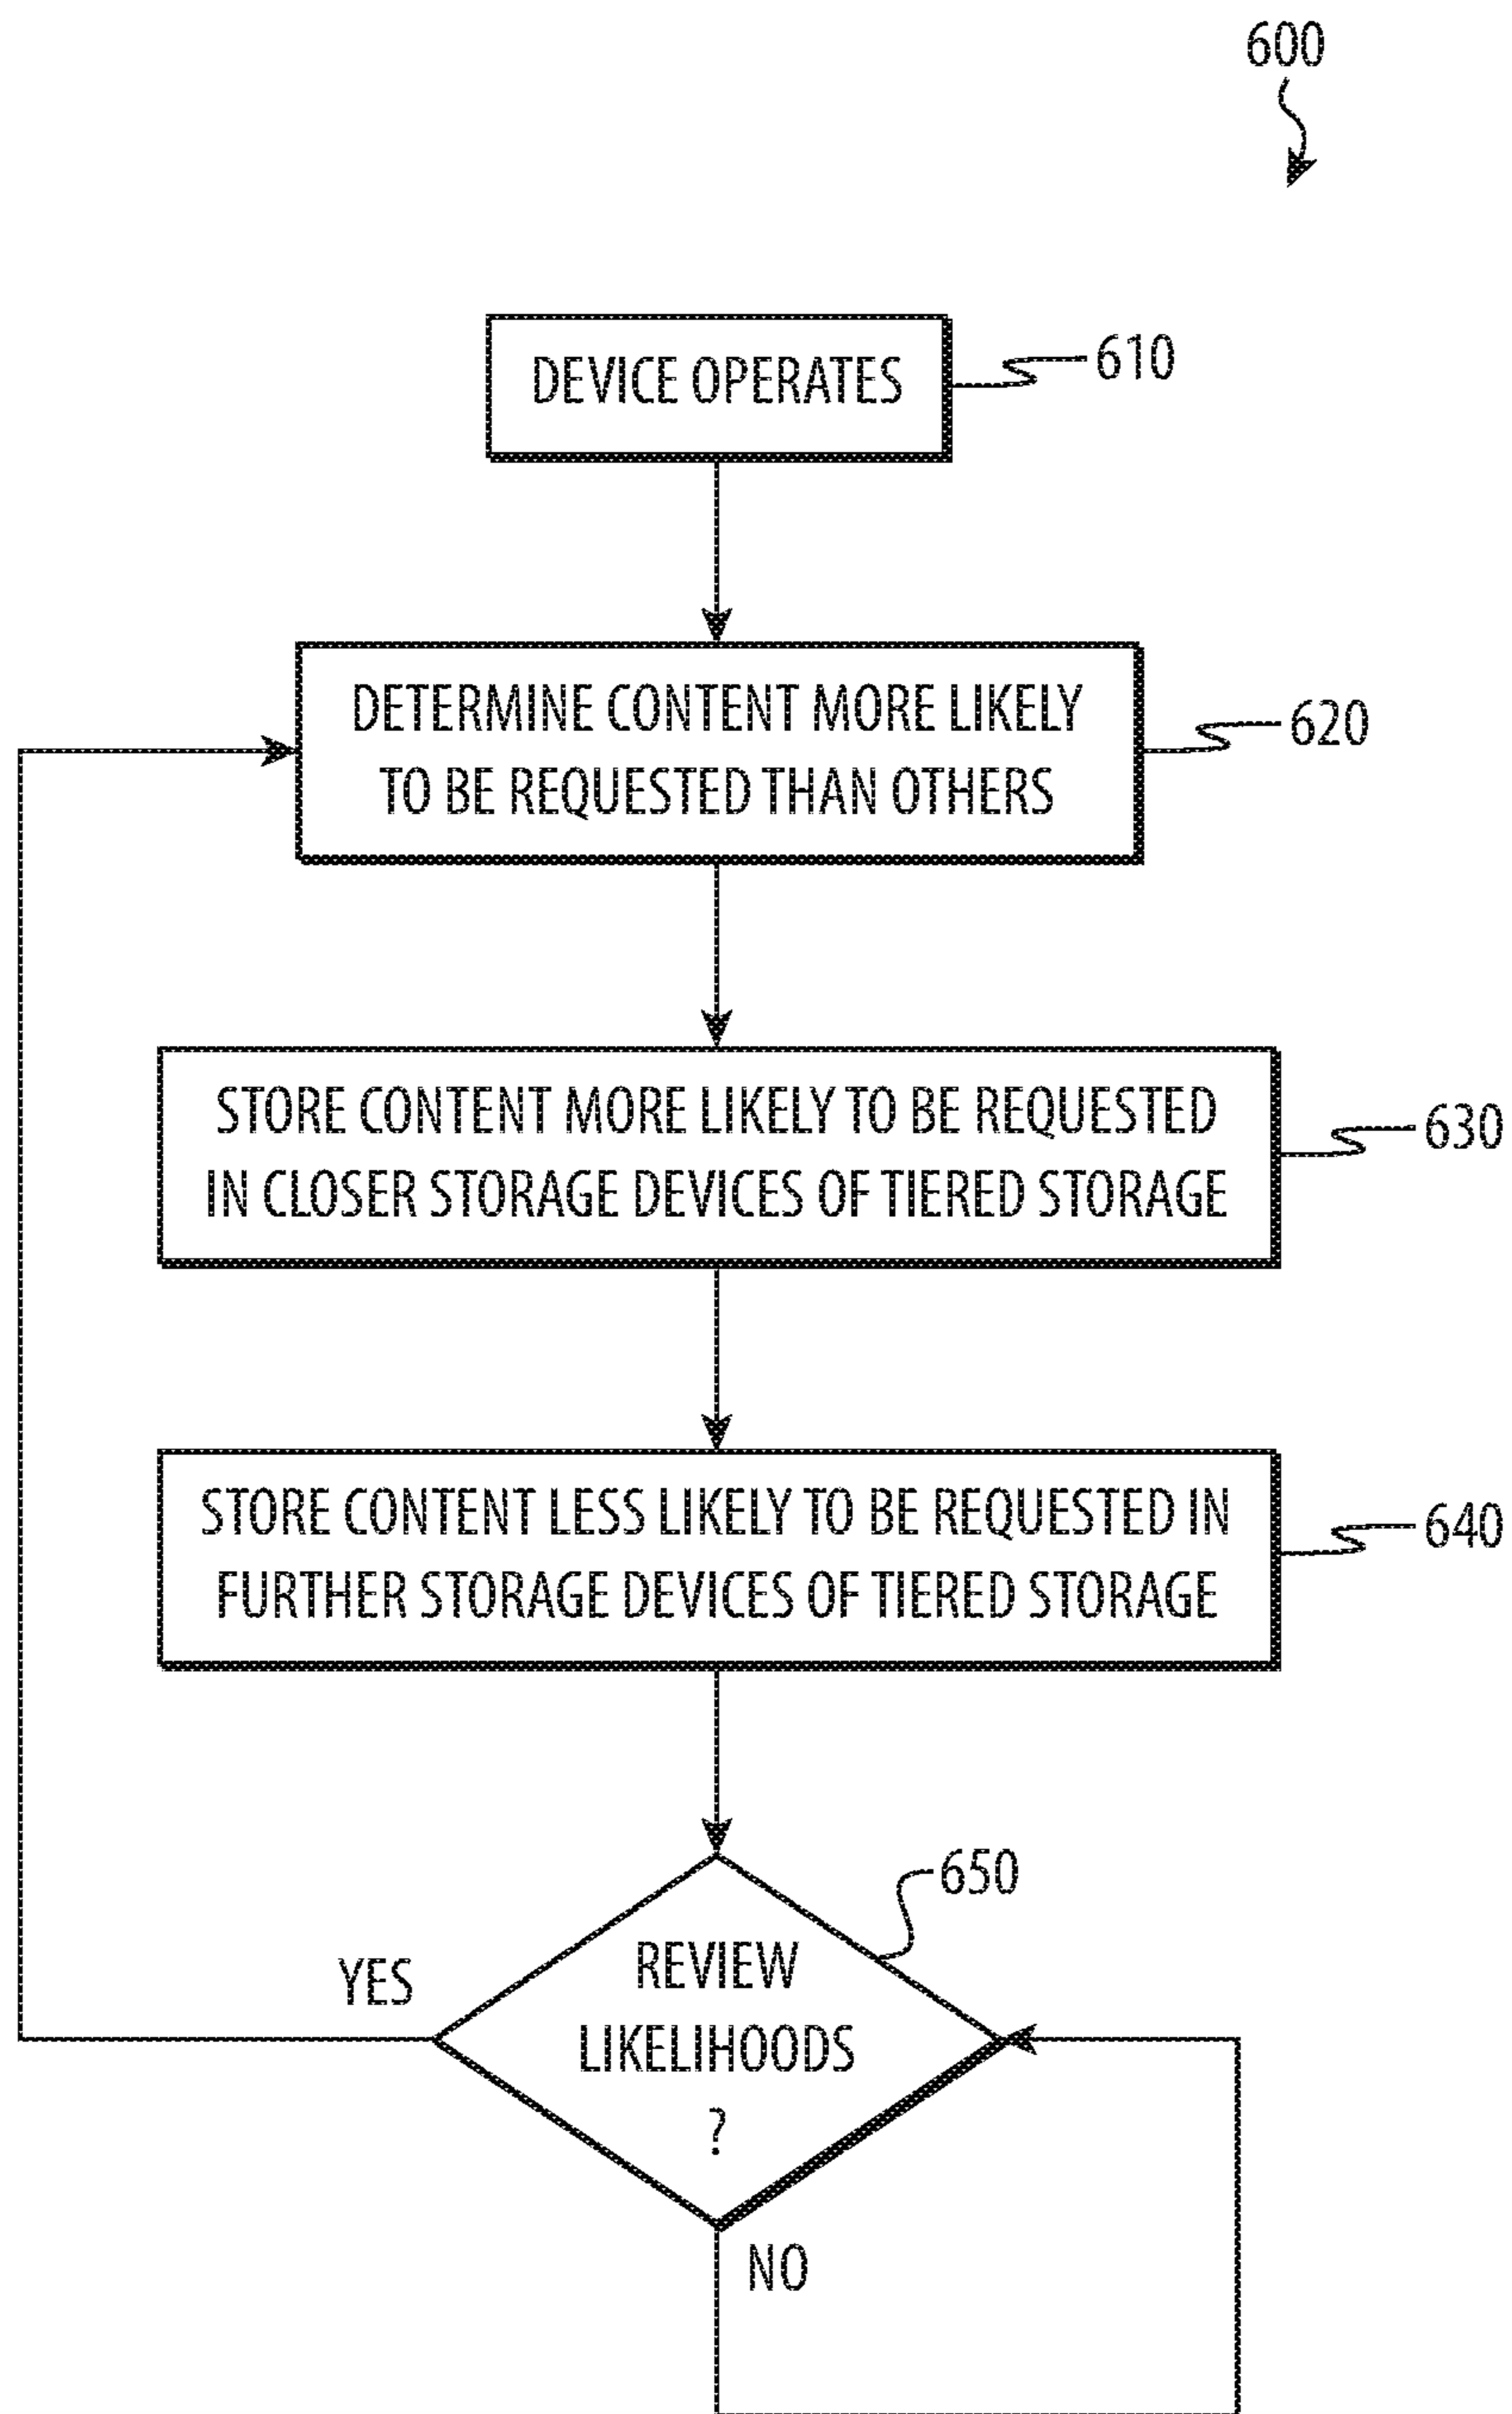 600
DEVICE OPERATES
610
DETERMINE CONTENT MORE LIKELY
TO BE REQUESTED THAN OTHERS
620
STORE CONTENT MORE LIKELY TO BE REQUESTED
IN CLOSER STORAGE DEVICES OF TIERED STORAGE
630
STORE CONTENT LESS LIKELY TO BE REQUESTED IN
FURTHER STORAGE DEVICES OF TIERED STORAGE
640
650
REVIEW
LIKELIHOODS
?
YES
NO